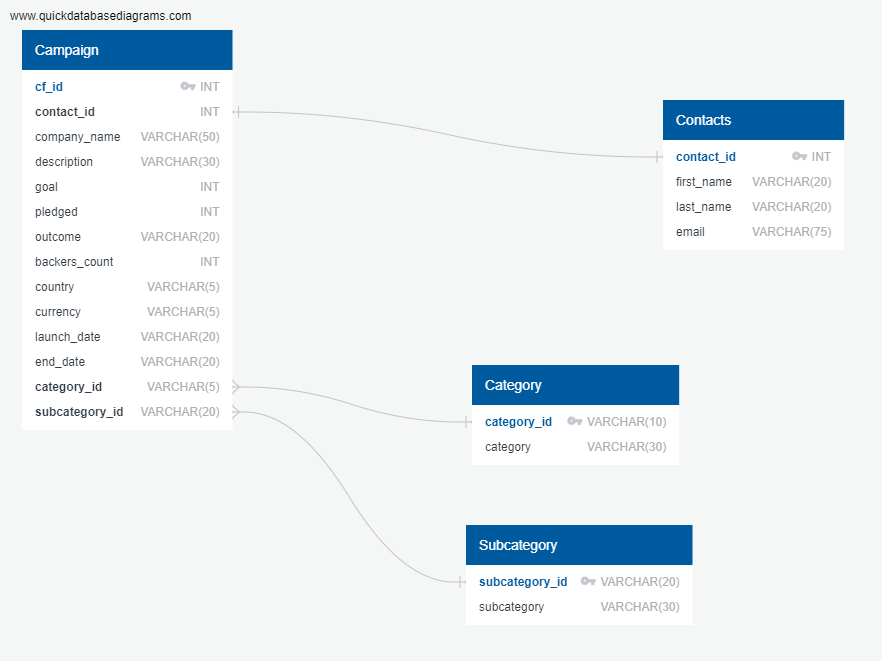 www.quickdatabasediagrams.com
Campaign
cf_id INT
contact_id INT
company_name VARCHAR(50)
description VARCHAR(30)
goal INT
pledged INT
outcome VARCHAR(20)
backers_count INT
country VARCHAR(5)
currency VARCHAR(5)
launch_date VARCHAR(20)
end_date VARCHAR(20)
category_id VARCHAR(5)
subcategory_id VARCHAR(20)
Contacts
contact_id INT
first_name VARCHAR(20)
last_name VARCHAR(20)
email VARCHAR(75)
Category
category_id VARCHAR(10)
category VARCHAR(30)
Subcategory
subcategory_id VARCHAR(20)
subcategory VARCHAR(30)